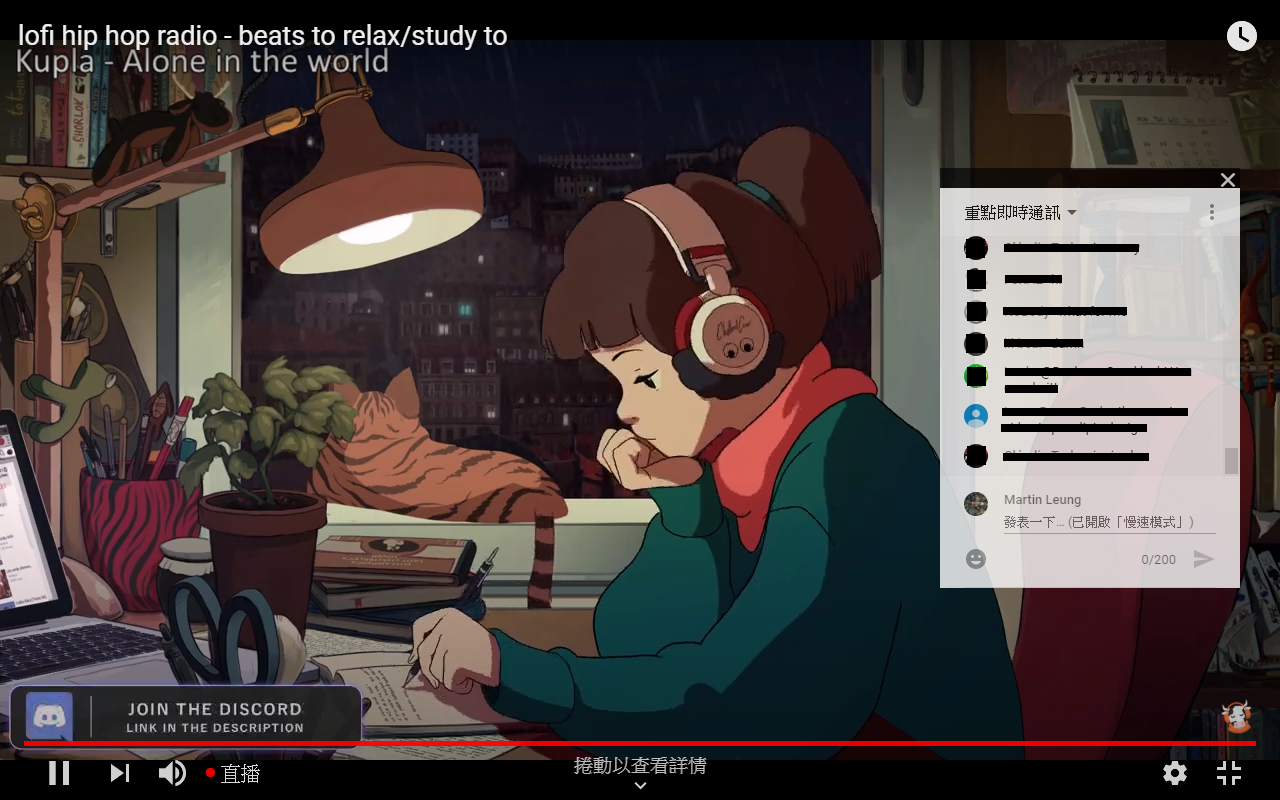 lofi hip hop radio - beats to relax/study to
Kupla - Alone in the world
SHORLOK
重點即時通訊
Martin Leung
發表一下... (已開啟「慢速模式」)
0/200
JOIN THE DISCORD
LINK IN THE DESCRIPTION
直播
捲動以查看詳情